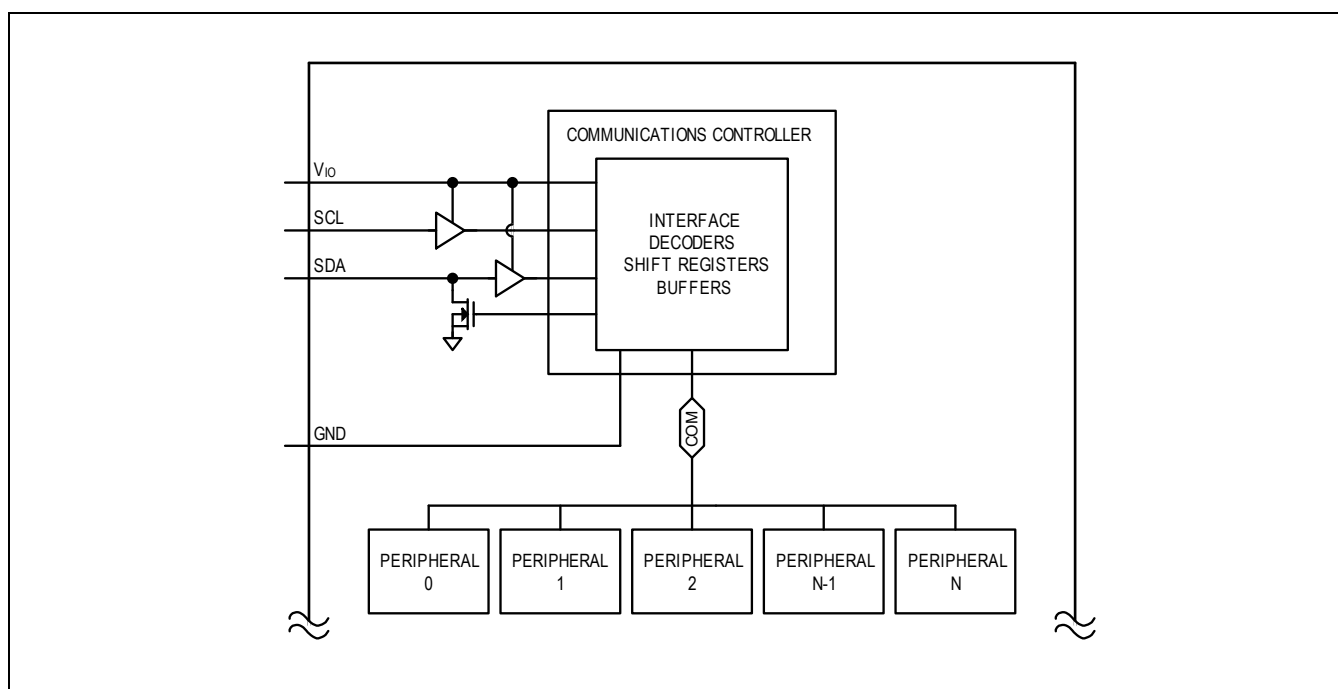 COMMUNICATIONS CONTROLLER
VIO
SCL
SDA
INTERFACE
DECODERS
SHIFT REGISTERS
BUFFERS
GND
COM
PERIPHERAL
0
PERIPHERAL
1
PERIPHERAL
2
PERIPHERAL
N-1
PERIPHERAL
N